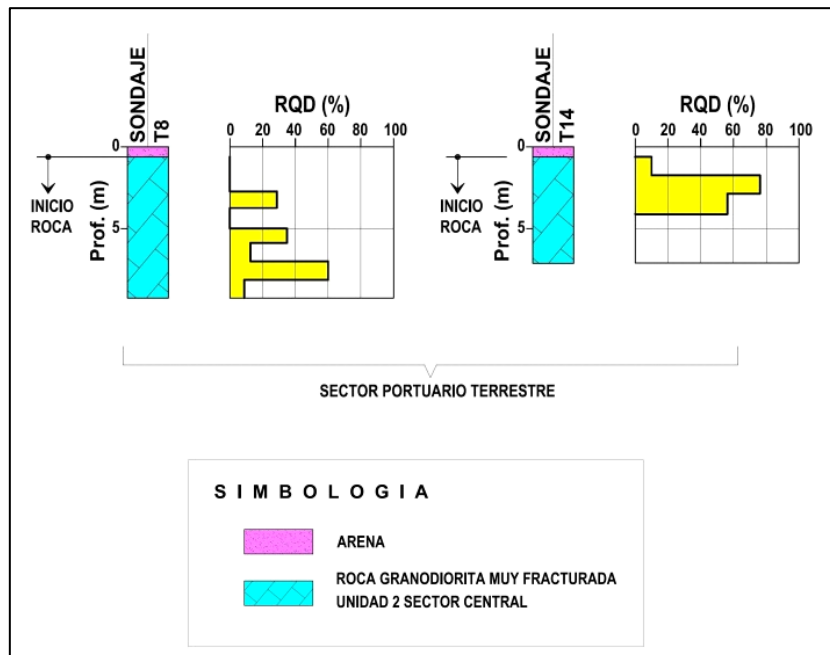 SONDAJE
T8
RQD (%)
0 20 40 60 80 100
0
INICIO
ROCA
Prof. (m)
5
SONDAJE
T14
RQD (%)
0 20 40 60 80 100
0
INICIO
ROCA
Prof. (m)
5
SECTOR PORTUARIO TERRESTRE
SIMBOLOGIA
ARENA
ROCA GRANODIORITA MUY FRACTURADA
UNIDAD 2 SECTOR CENTRAL